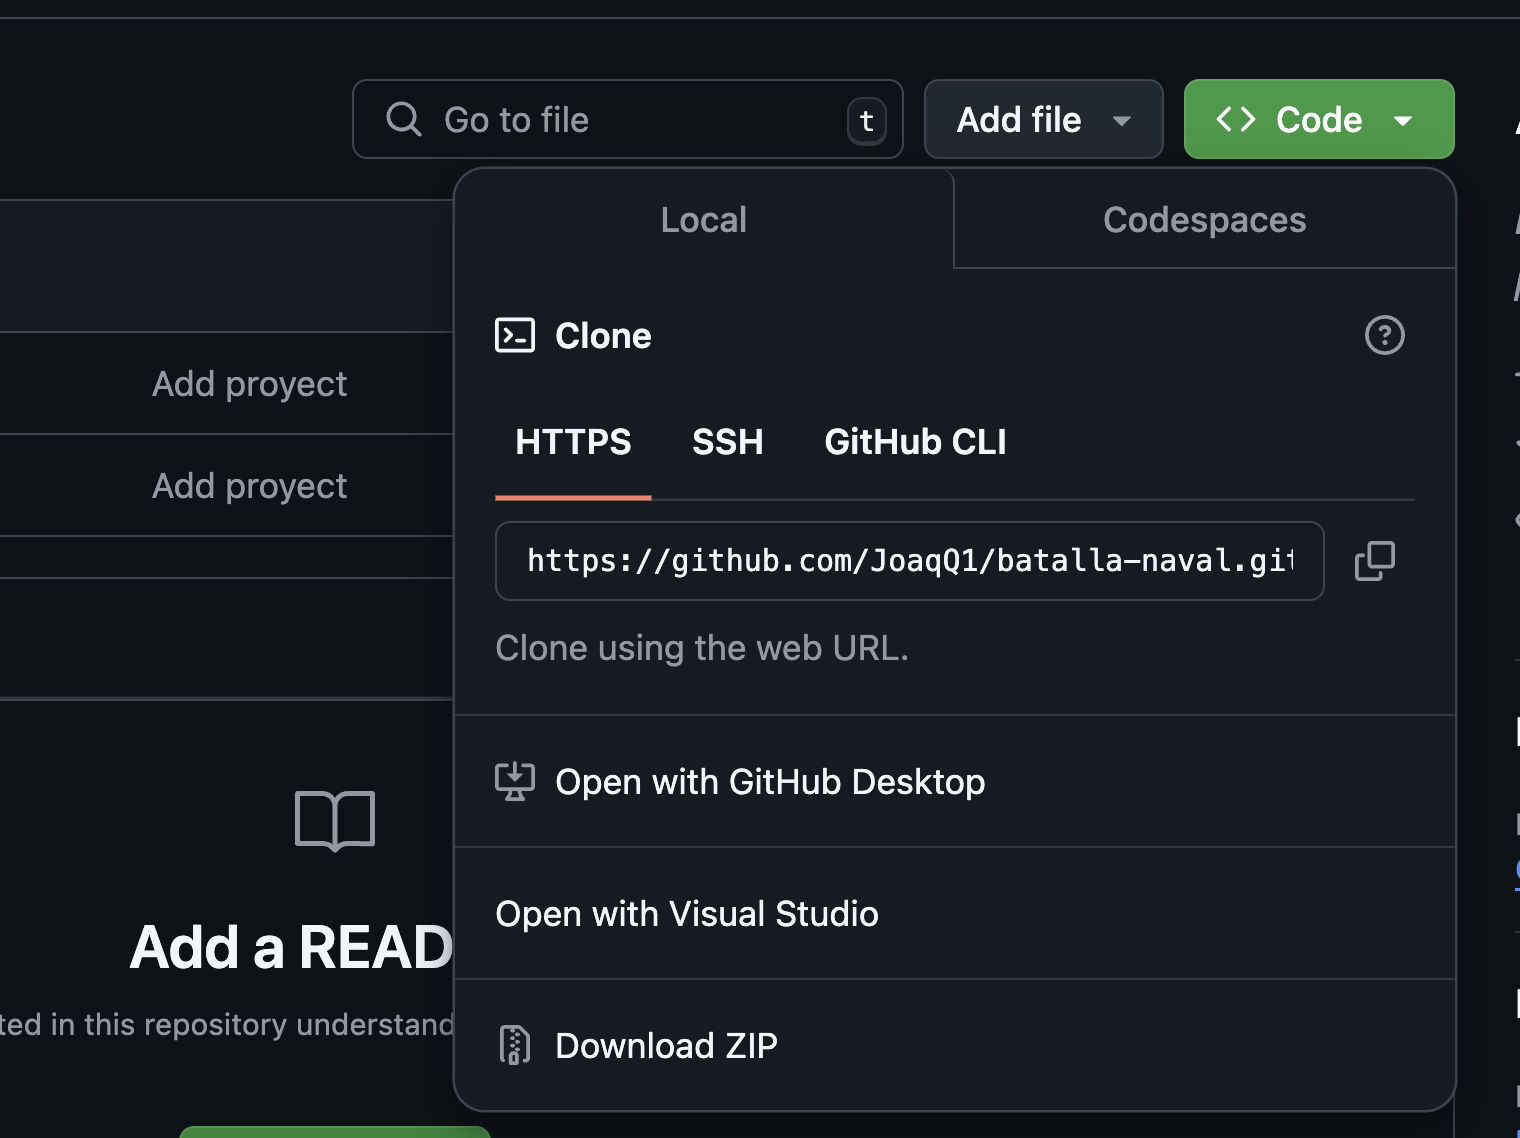 Go to file
t
Add file
Code
Local
Codespaces
Clone
Add proyect
HTTPS
SSH
GitHub CLI
Add proyect
https://github.com/JoaqQ1/batalla-naval.git
Clone using the web URL.
Open with GitHub Desktop
Open with Visual Studio
Add a READ
ted in this repository understand
Download ZIP